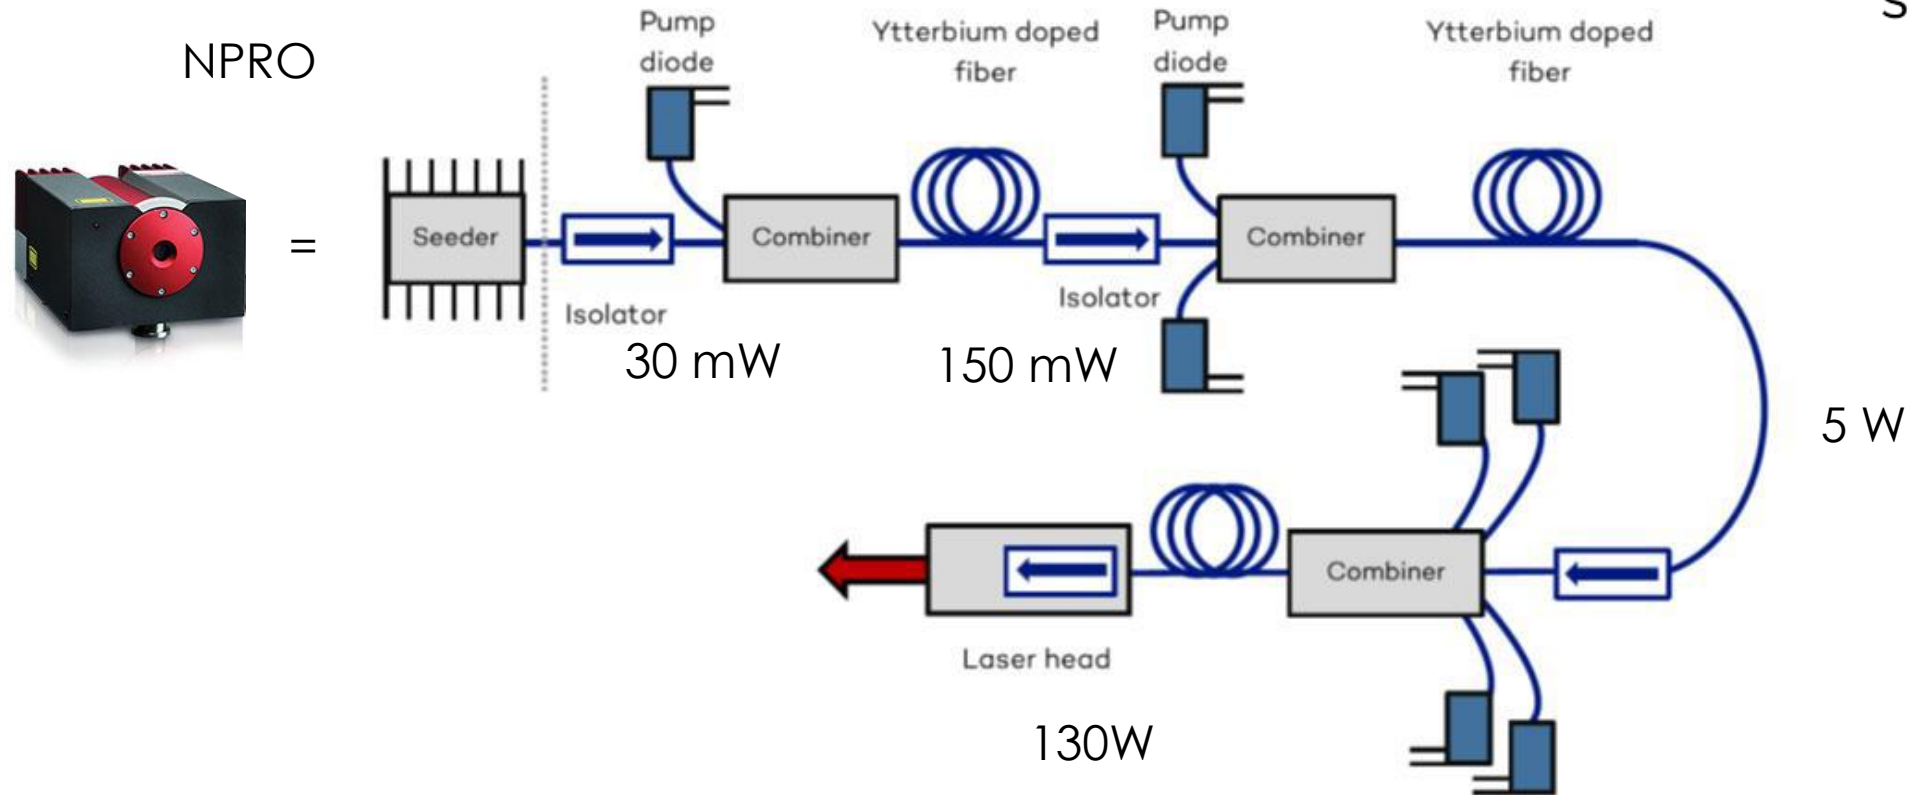 NPRO
=
Pump
diode
Ytterbium doped
fiber
Pump
diode
Ytterbium doped
fiber
Seeder
Combiner
Combiner
Isolator
Isolator
30 mW
150 mW
5 W
Combiner
Laser head
130W